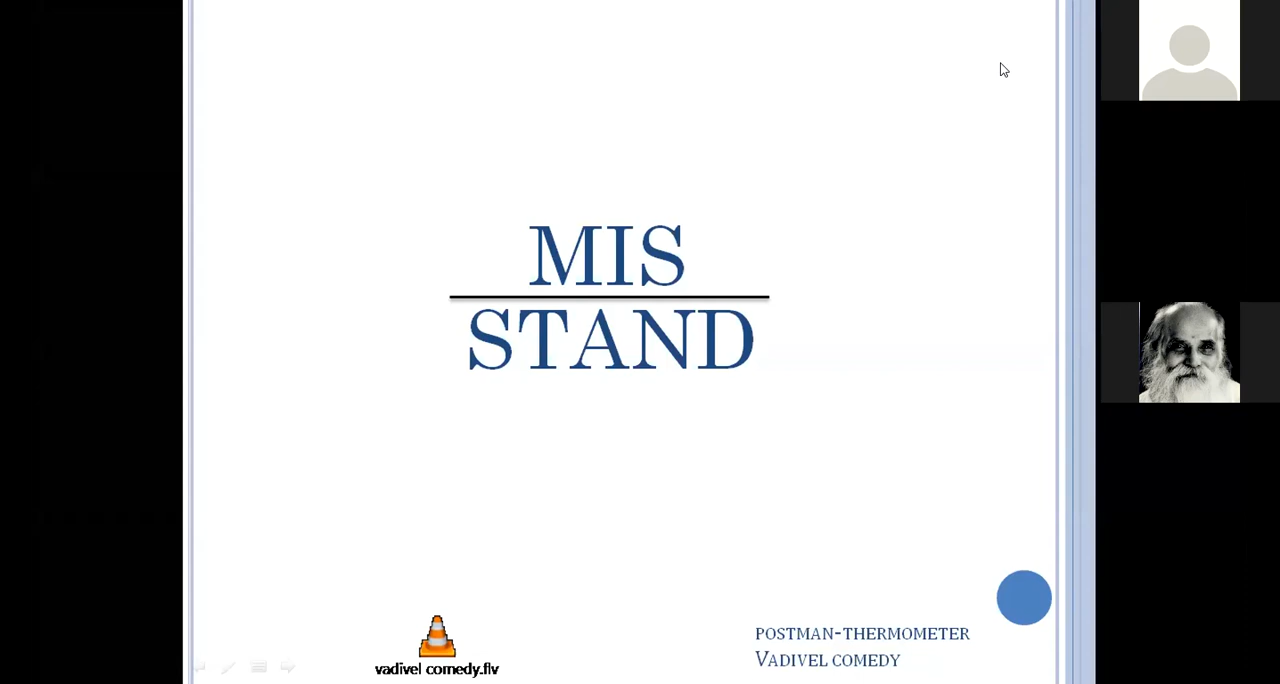 MIS
STAND
vadivel comedy.flv
POSTMAN-THERMOMETER
VADIVEL COMEDY